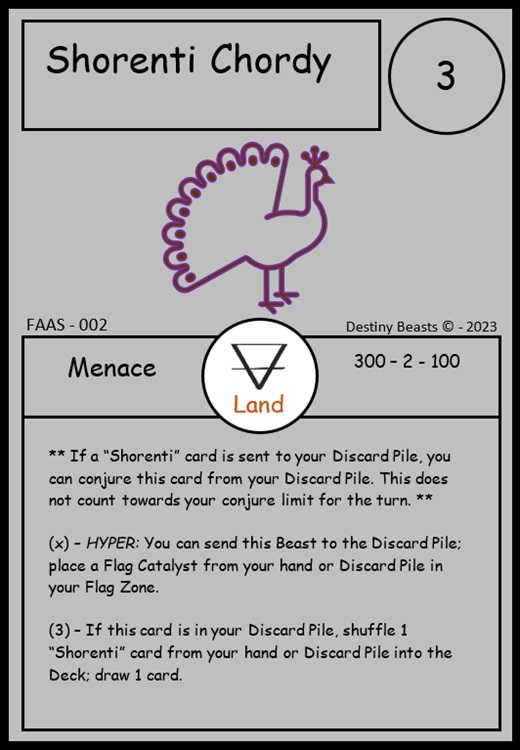 Shorenti Chordy
3
FAAS - 002
Destiny Beasts © - 2023
Menace
Land
300 – 2 - 100
** If a “Shorenti” card is sent to your Discard Pile, you
can conjure this card from your Discard Pile. This does
not count towards your conjure limit for the turn. **
(x) – HYPER: You can send this Beast to the Discard Pile;
place a Flag Catalyst from your hand or Discard Pile in
your Flag Zone.
(3) – If this card is in your Discard Pile, shuffle 1
“Shorenti” card from your hand or Discard Pile into the
Deck; draw 1 card.